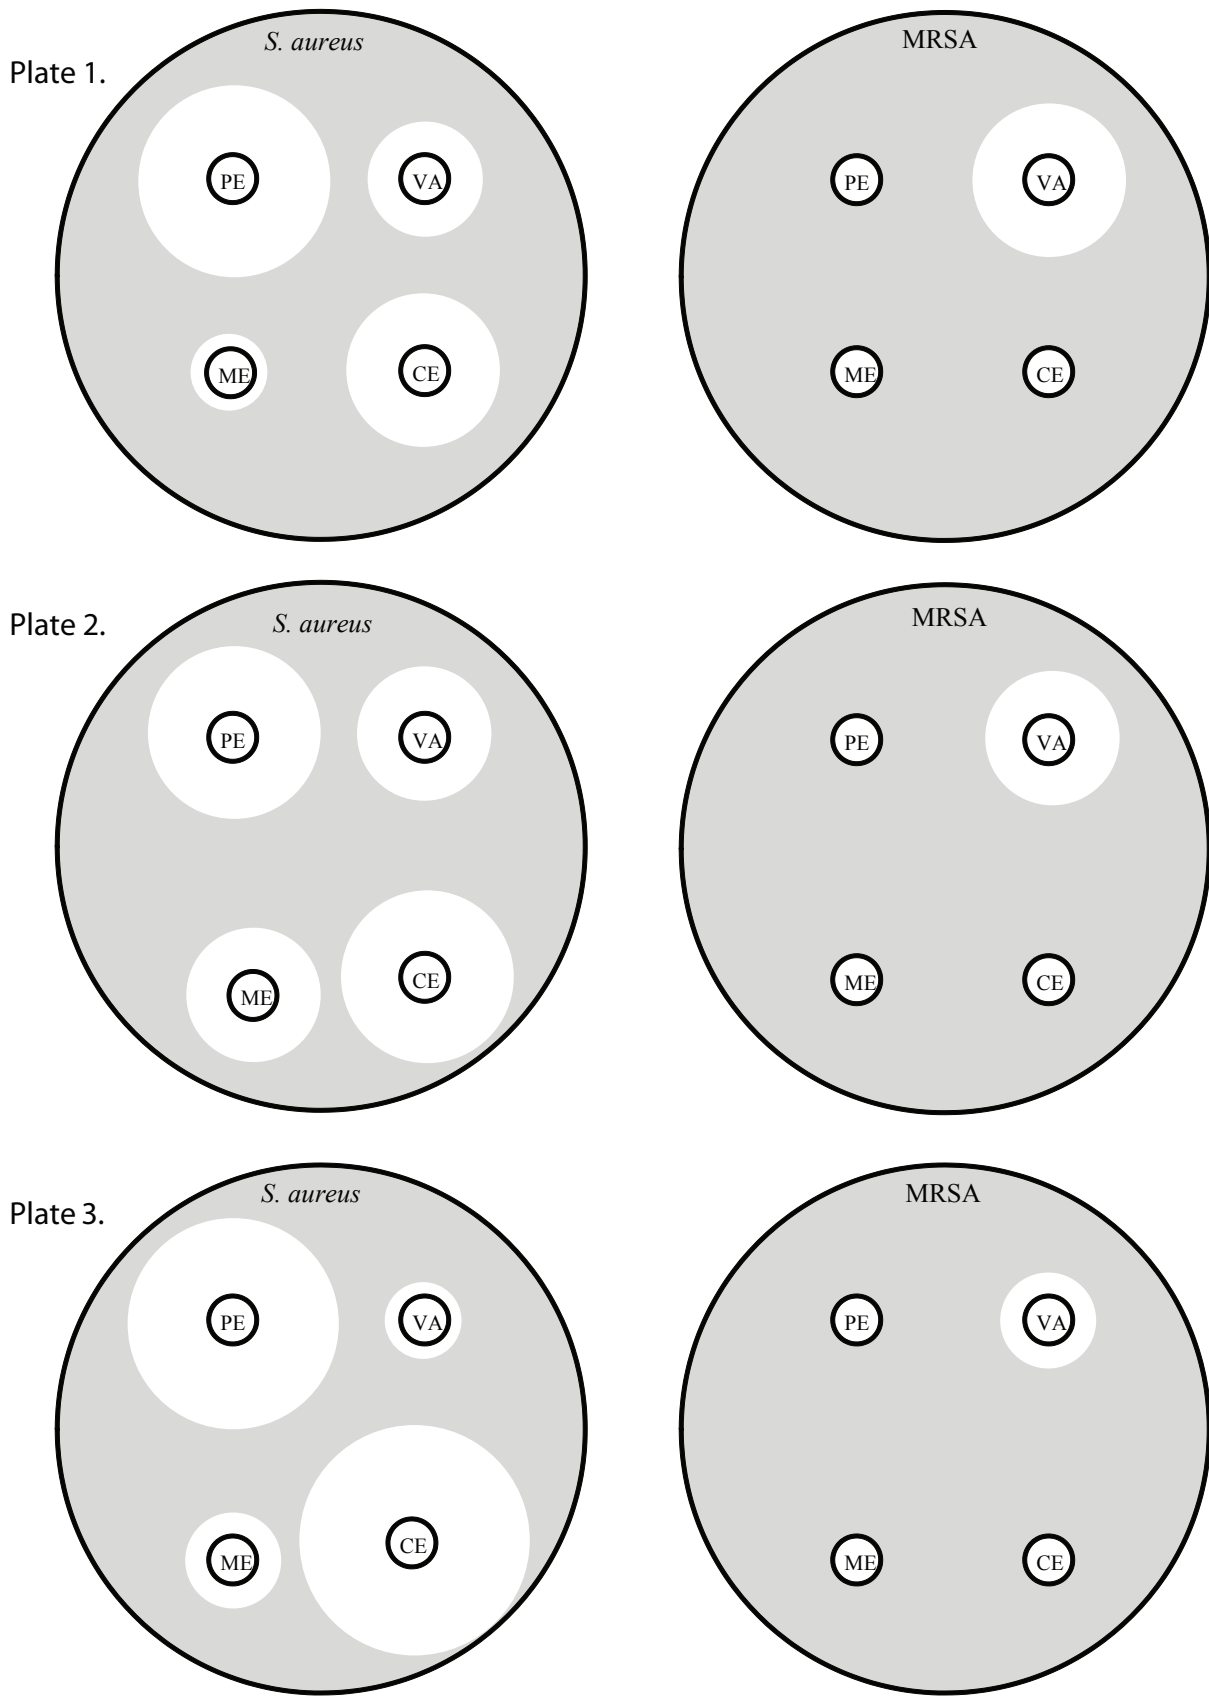 S. aureus
MRSA
Plate 1.
PE
VA
PE
VA
ME
CE
ME
CE
Plate 2.
S. aureus
MRSA
PE
VA
PE
VA
ME
CE
ME
CE
S. aureus
MRSA
Plate 3.
PE
VA
PE
VA
ME
CE
ME
CE